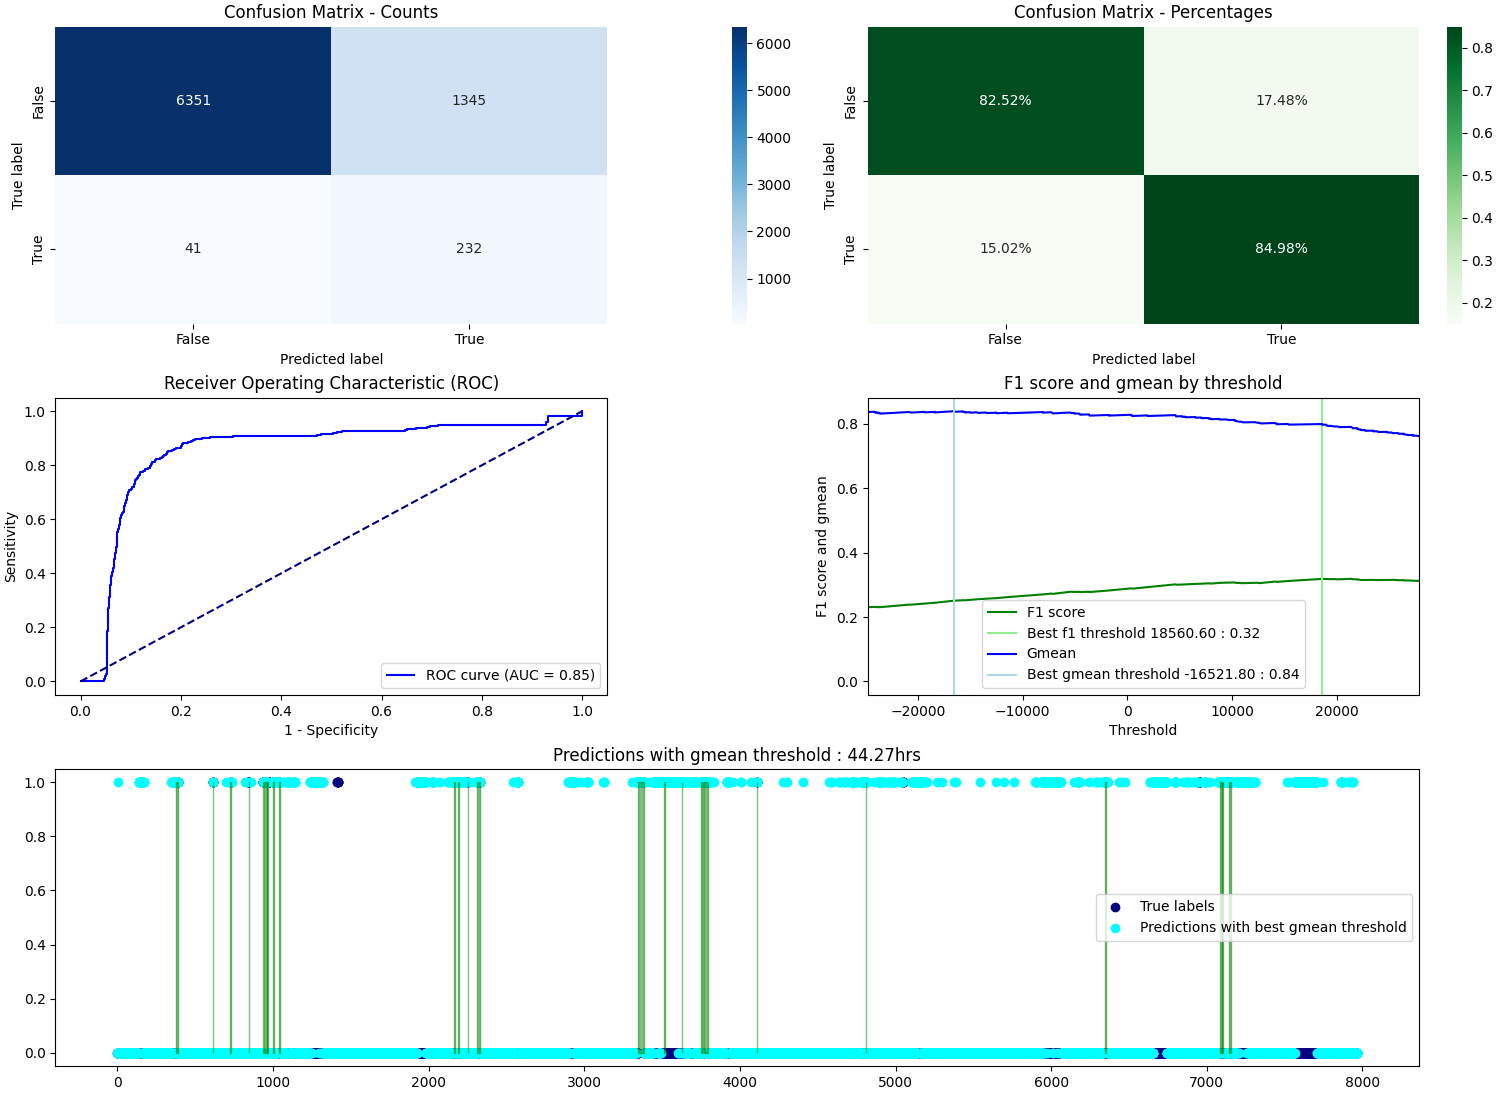 Confusion Matrix - Counts
False
True
True label
6351
1345
41
232
False
True
Predicted label
6000
5000
4000
3000
2000
1000
Confusion Matrix - Percentages
False
True
True label
82.52%
17.48%
15.02%
84.98%
False
True
Predicted label
0.8
0.7
0.6
0.5
0.4
0.3
0.2
Receiver Operating Characteristic (ROC)
Sensitivity
1.0
0.8
0.6
0.4
0.2
0.0
ROC curve (AUC = 0.85)
0.0
0.2
0.4
0.6
0.8
1.0
1 - Specificity
F1 score and gmean by threshold
F1 score and gmean
0.8
0.6
0.4
0.2
0.0
F1 score
Best f1 threshold 18560.60 : 0.32
Gmean
Best gmean threshold -16521.80 : 0.84
−20000
−10000
0
10000
20000
Threshold
Predictions with gmean threshold : 44.27hrs
1.0
0.8
0.6
0.4
0.2
0.0
True labels
Predictions with best gmean threshold
0
1000
2000
3000
4000
5000
6000
7000
8000